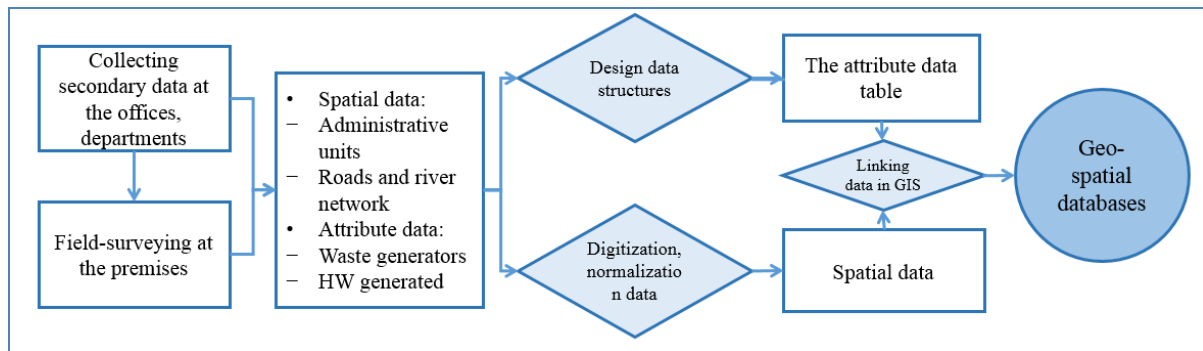 Collecting
secondary data at
the offices,
departments
Field-surveying at
the premises
• Spatial data:
− Administrative
units
− Roads and river
network
• Attribute data:
− Waste generators
− HW generated
Design data
structures
Digitization,
normalizatio
n data
The attribute data
table
Linking
data in GIS
Spatial data
Geo-
spatial
databases